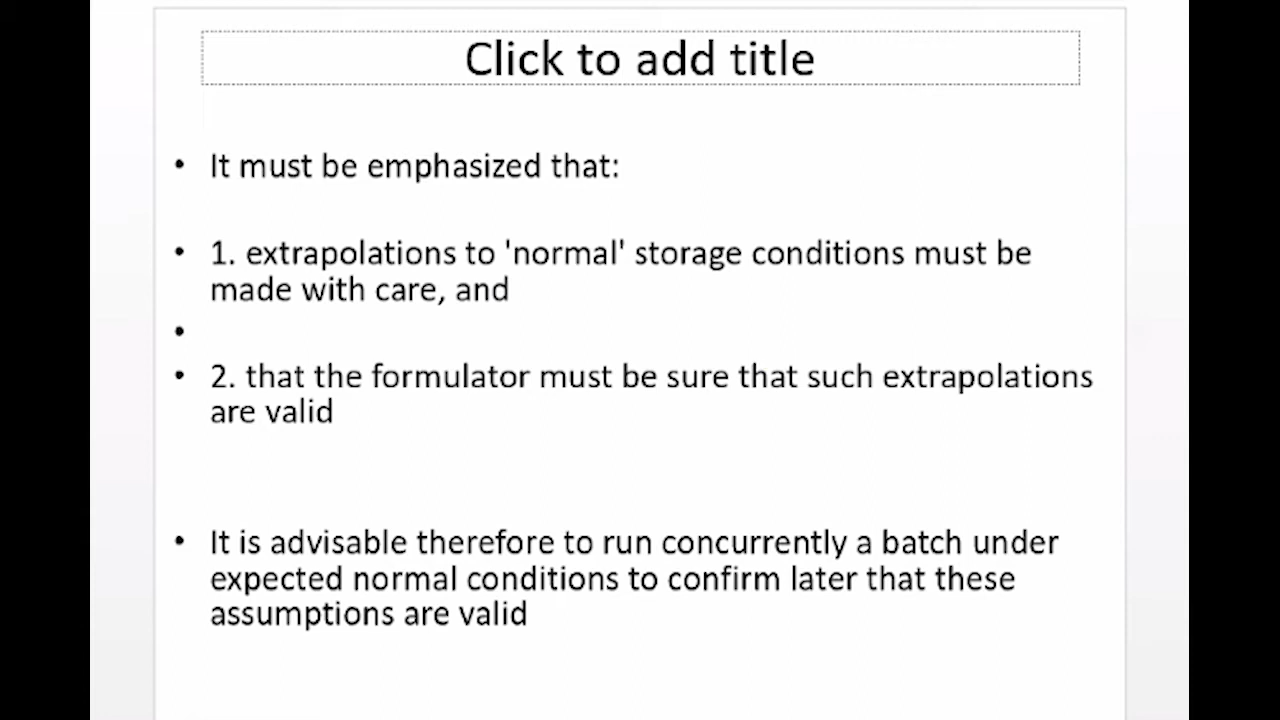 Click to add title
• It must be emphasized that:
• 1. extrapolations to 'normal' storage conditions must be
made with care, and
•
• 2. that the formulator must be sure that such extrapolations
are valid
• It is advisable therefore to run concurrently a batch under
expected normal conditions to confirm later that these
assumptions are valid